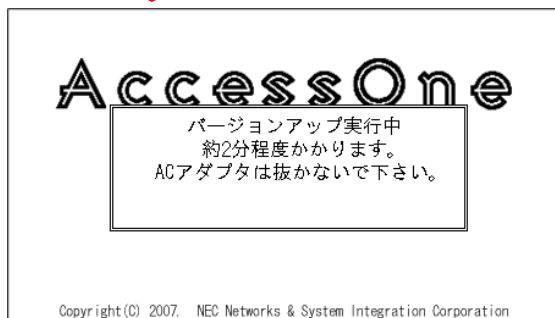 AccessOne
バージョンアップ実行中
約2分程度かかります。
ACアダプタは抜かないで下さい。
Copyright(C) 2007. NEC Networks & System Integration Corporation